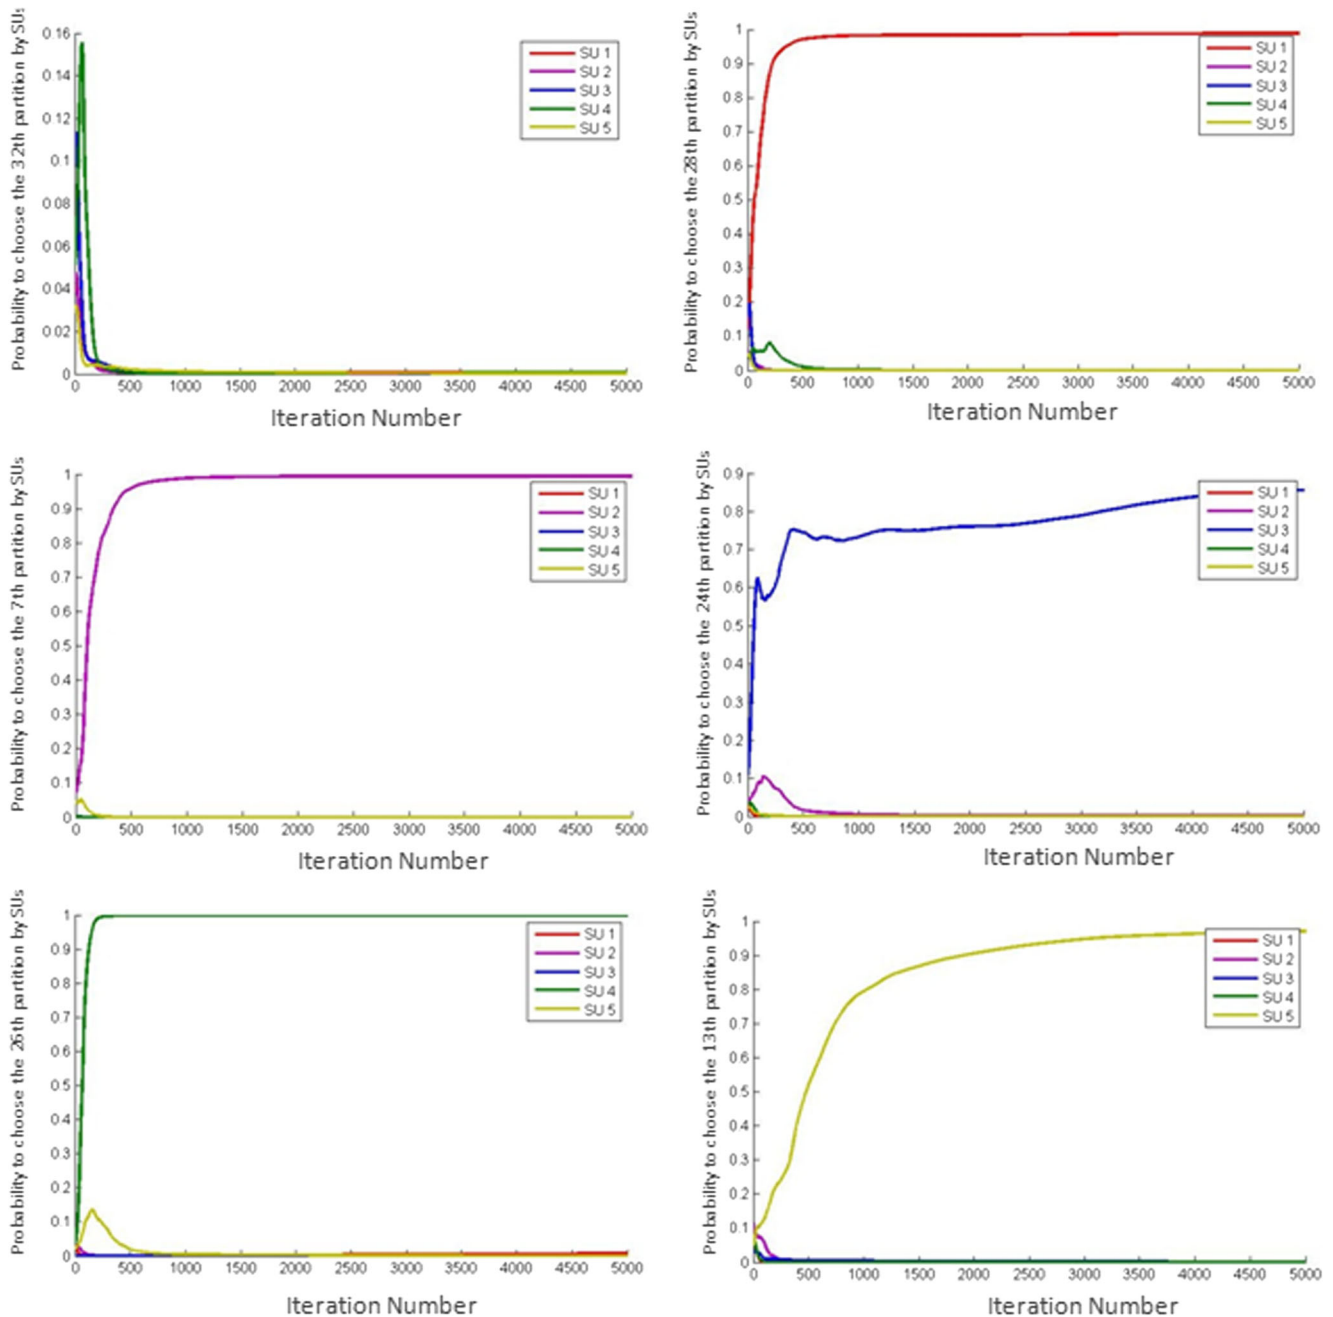 Probability to choose the 32th partition by SUs
0.16
0.14
0.12
0.1
0.08
0.06
0.04
0.02
0
0 500 1000 1500 2000 2500 3000 3500 4000 4500 5000
Iteration Number
SU 1
SU 2
SU 3
SU 4
SU 5
Probability to choose the 28th partition by SUs
1
0.9
0.8
0.7
0.6
0.5
0.4
0.3
0.2
0.1
0
0 500 1000 1500 2000 2500 3000 3500 4000 4500 5000
Iteration Number
SU 1
SU 2
SU 3
SU 4
SU 5
Probability to choose the 7th partition by SUs
1
0.9
0.8
0.7
0.6
0.5
0.4
0.3
0.2
0.1
0
0 500 1000 1500 2000 2500 3000 3500 4000 4500 5000
Iteration Number
SU 1
SU 2
SU 3
SU 4
SU 5
Probability to choose the 24th partition by SUs
0.9
0.8
0.7
0.6
0.5
0.4
0.3
0.2
0.1
0
0 500 1000 1500 2000 2500 3000 3500 4000 4500 5000
Iteration Number
SU 1
SU 2
SU 3
SU 4
SU 5
Probability to choose the 26th partition by SUs
1
0.9
0.8
0.7
0.6
0.5
0.4
0.3
0.2
0.1
0
0 500 1000 1500 2000 2500 3000 3500 4000 4500 5000
Iteration Number
SU 1
SU 2
SU 3
SU 4
SU 5
Probability to choose the 13th partition by SUs
1
0.9
0.8
0.7
0.6
0.5
0.4
0.3
0.2
0.1
0
0 500 1000 1500 2000 2500 3000 3500 4000 4500 5000
Iteration Number
SU 1
SU 2
SU 3
SU 4
SU 5